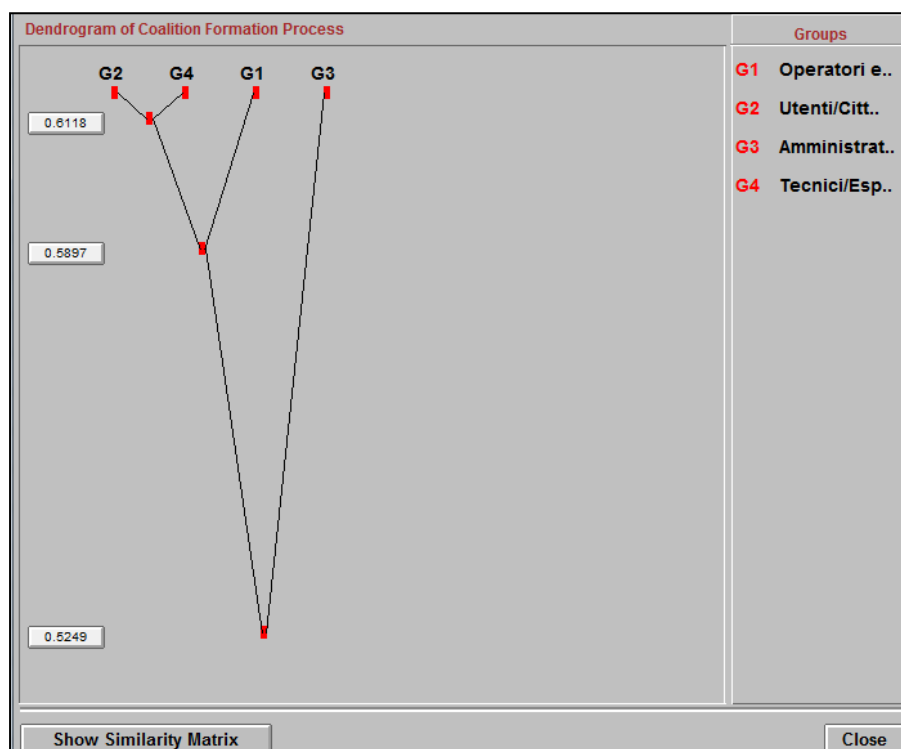 Dendrogram of Coalition Formation Process
Groups
G2 G4 G1 G3
G1 Operatori e..
G2 Utenti/Citt..
G3 Amministrat..
G4 Tecnici/Esp..
0.6118
0.5897
0.5249
Show Similarity Matrix
Close